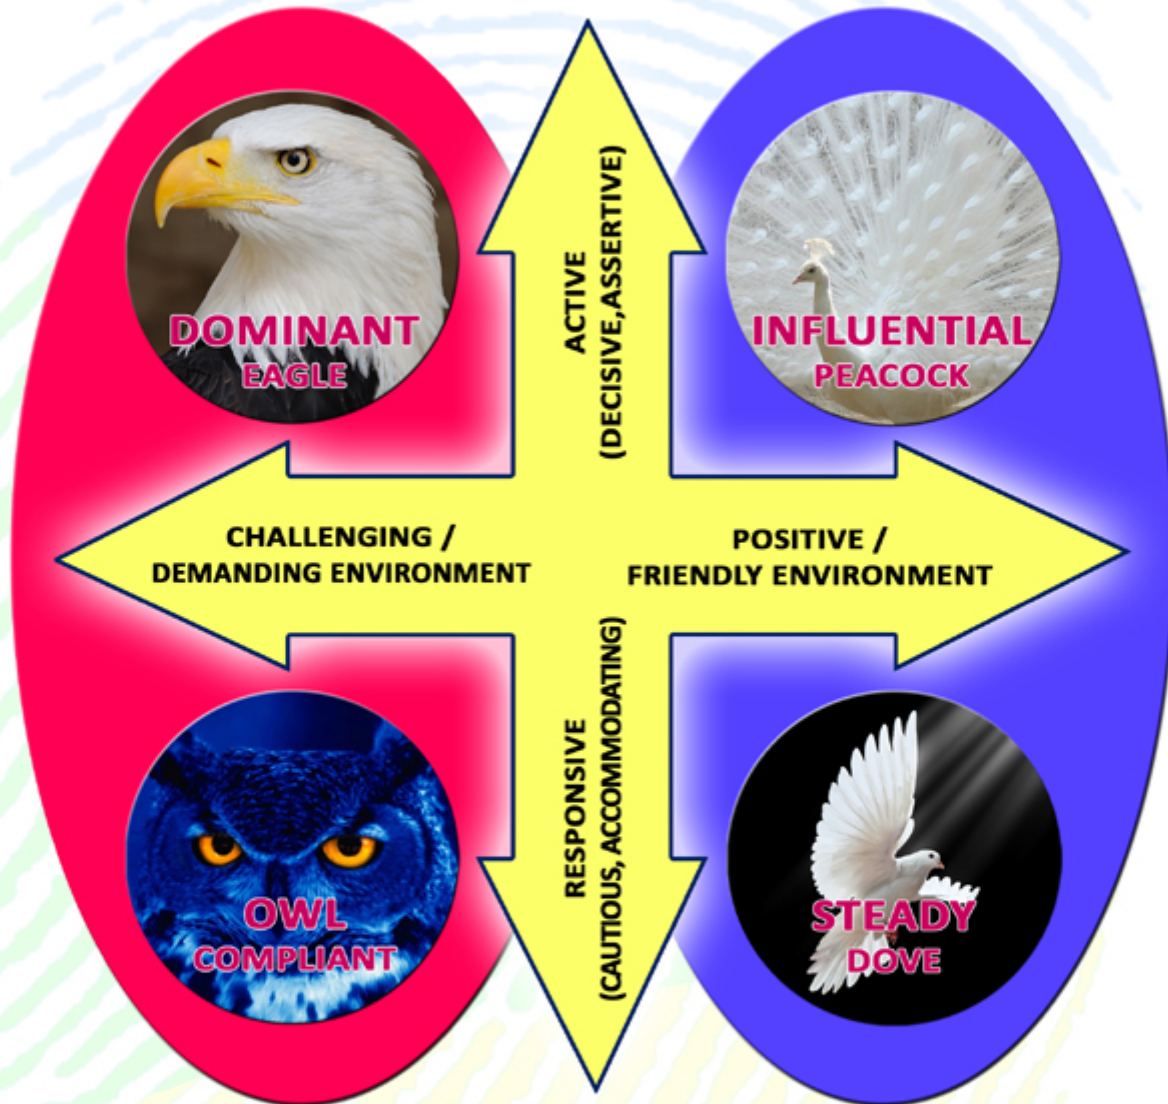 DOMINANT
EAGLE
INFLUENTIAL
PEACOCK
ACTIVE
(DECISIVE,ASSERTIVE)
CHALLENGING /
DEMANDING ENVIRONMENT
POSITIVE /
FRIENDLY ENVIRONMENT
RESPONSIVE
(CAUTIOUS, ACCOMMODATING)
OWL
COMPLIANT
STEADY
DOVE